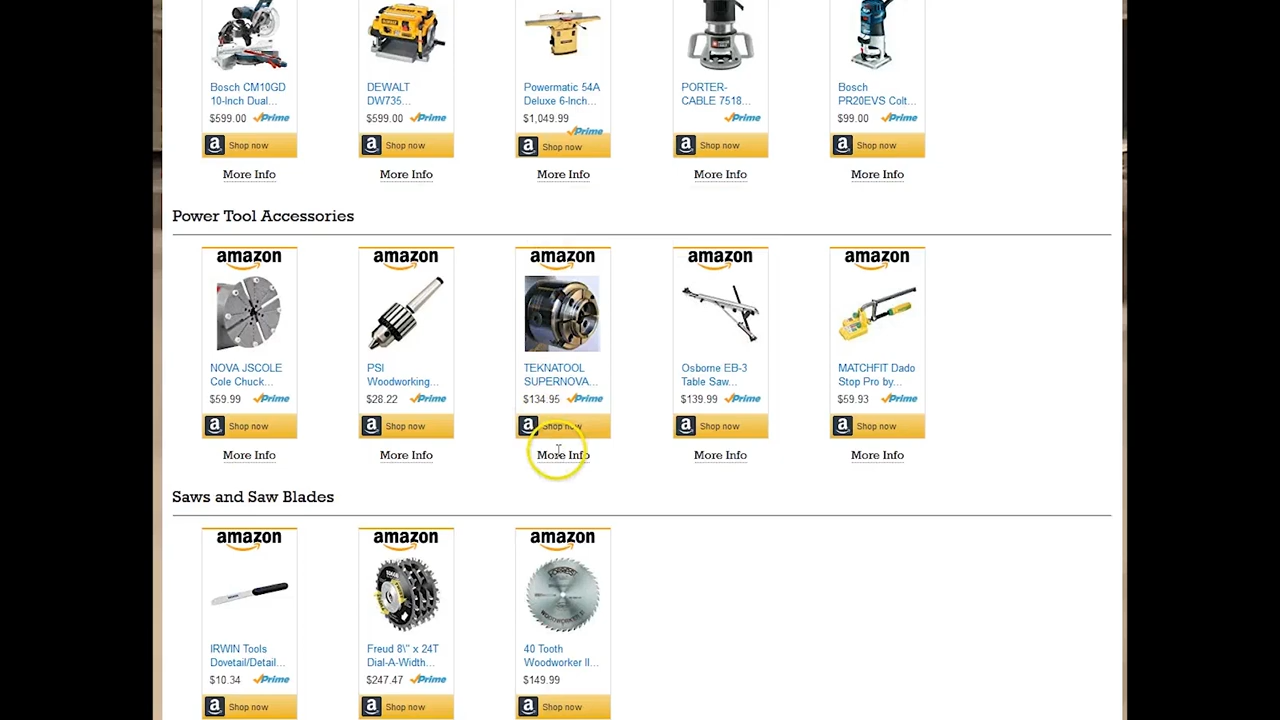 Bosch CM10GD
10-Inch Dual...
$599.00 Prime
a Shop now
More Info
DEWALT
DW735...
$599.00 Prime
a Shop now
More Info
Powermatic 54A
Deluxe 6-Inch...
$1,049.99
Prime
a Shop now
More Info
PORTER-
CABLE 7518...
Prime
a Shop now
More Info
Bosch
PR20EVS Colt...
$99.00 Prime
a Shop now
More Info
Power Tool Accessories
amazon
NOVA JSCOLE
Cole Chuck...
$59.99 Prime
a Shop now
More Info
amazon
PSI
Woodworking...
$28.22 Prime
a Shop now
More Info
amazon
TEKNATOOL
SUPERNOVA...
$134.95 Prime
a Shop now
More Info
amazon
Osborne EB-3
Table Saw...
$139.99 Prime
a Shop now
More Info
amazon
MATCHFIT Dado
Stop Pro by...
$59.93 Prime
a Shop now
More Info
Saws and Saw Blades
amazon
IRWIN Tools
Dovetail/Detail...
$10.34 Prime
a Shop now
amazon
Freud 8\" x 24T
Dial-A-Width...
$247.47 Prime
a Shop now
amazon
40 Tooth
Woodworker II...
$149.99
a Shop now